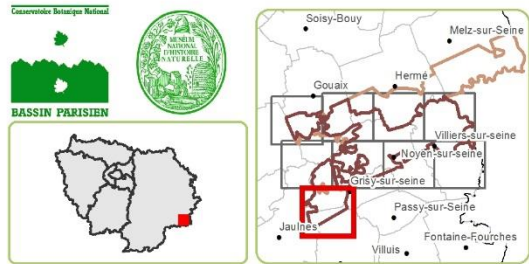 Conservatoire Botanique National
BASSIN PARISIEN
MUSÉUM
NATIONAL
D'HISTOIRE
NATURELLE
Soisy-Bouy
Melz-sur-Seine
Hermé
Gouaix
Villiers-sur-seine
Noyen-sur-seine
Grisy-sur-seine
Passy-sur-Seine
Jaulnes
Fontaine-Fourches
Villuis